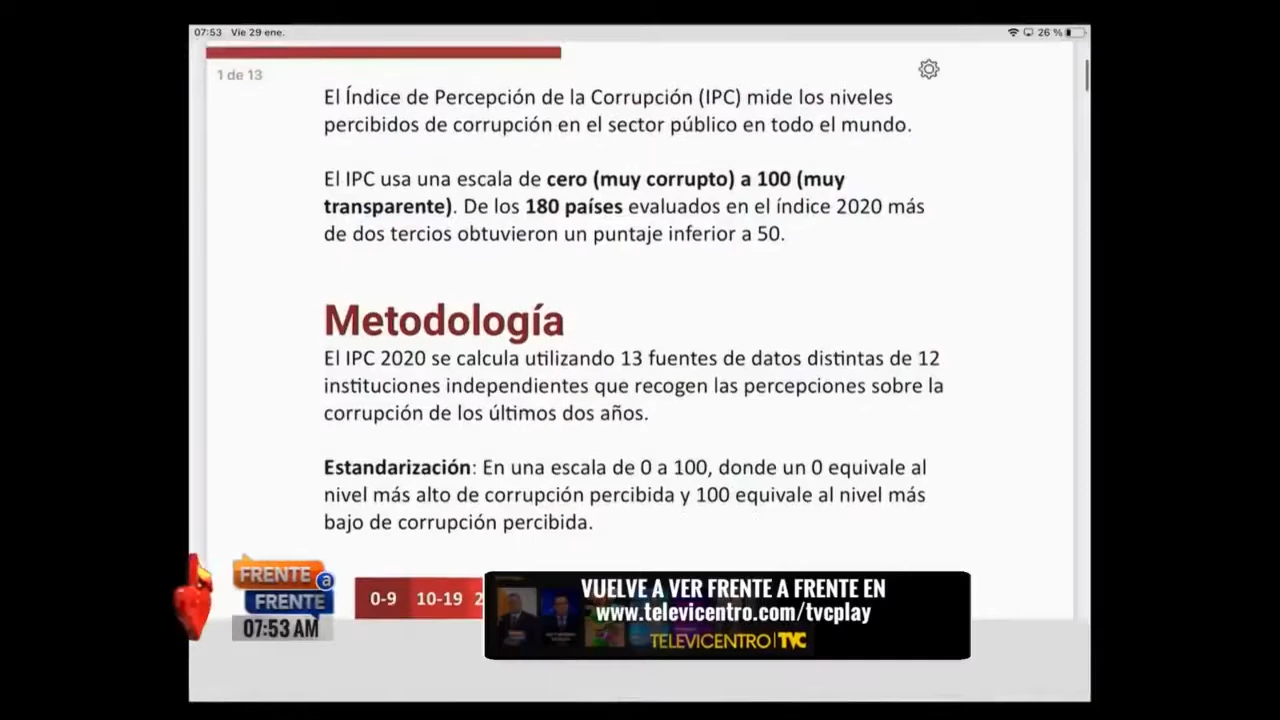 07:53 Vie 29 ene.
26 %
1 de 13
El Índice de Percepción de la Corrupción (IPC) mide los niveles
percibidos de corrupción en el sector público en todo el mundo.
El IPC usa una escala de cero (muy corrupto) a 100 (muy
transparente). De los 180 países evaluados en el índice 2020 más
de dos tercios obtuvieron un puntaje inferior a 50.
Metodología
El IPC 2020 se calcula utilizando 13 fuentes de datos distintas de 12
instituciones independientes que recogen las percepciones sobre la
corrupción de los últimos dos años.
Estandarización: En una escala de 0 a 100, donde un 0 equivale al
nivel más alto de corrupción percibida y 100 equivale al nivel más
bajo de corrupción percibida.
FRENTE a
FRENTE
07:53 AM
0-9 10-19 2
VUELVE A VER FRENTE A FRENTE EN
www.televicentro.com/tvcplay
TELEVICENTRO|TVC